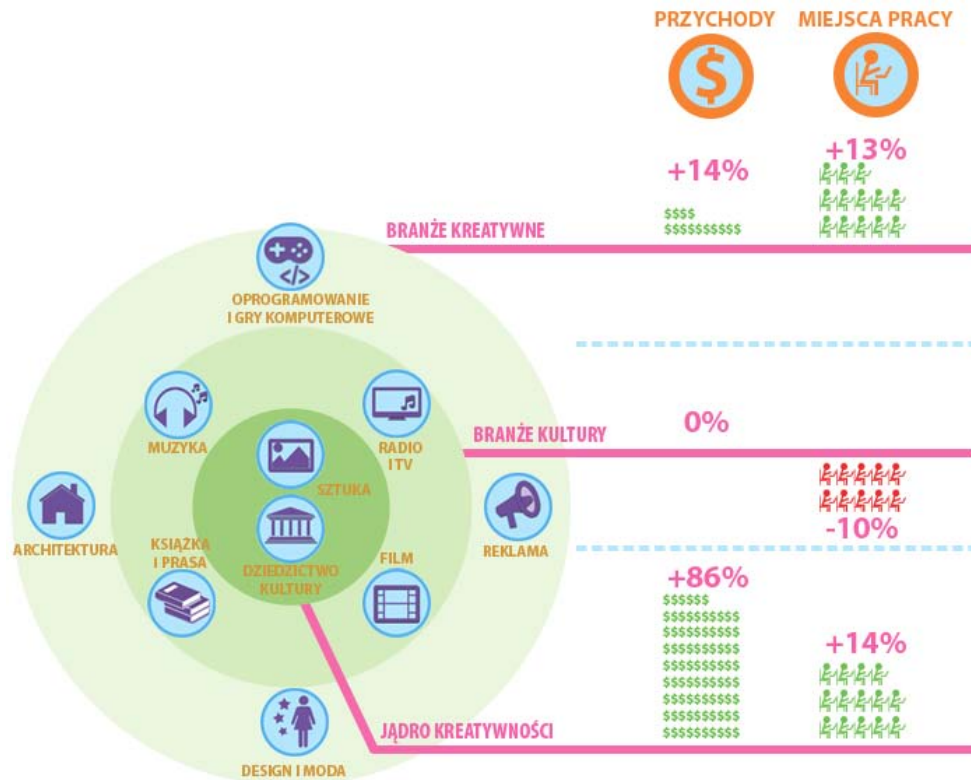 PRZYCHODY
MIEJSCA PRACY
$
+14%
+13%
$$$$
$$$$$$$$$$
BRANŻE KREATYWNE
</>
OPROGRAMOWANIE
I GRY KOMPUTEROWE
MUZYKA
RADIO
I TV
BRANŻE KULTURY
0%
SZTUKA
-10%
ARCHITEKTURA
KSIĄŻKA
I PRASA
DZIEDZICTWO
KULTURY
FILM
REKLAMA
+86%
$$$$$$
$$$$$$$$$$
$$$$$$$$$$
$$$$$$$$$$
$$$$$$$$$$
$$$$$$$$$$
$$$$$$$$$$
$$$$$$$$$$
$$$$$$$$$$
+14%
JĄDRO KREATYWNOŚCI
DESIGN I MODA